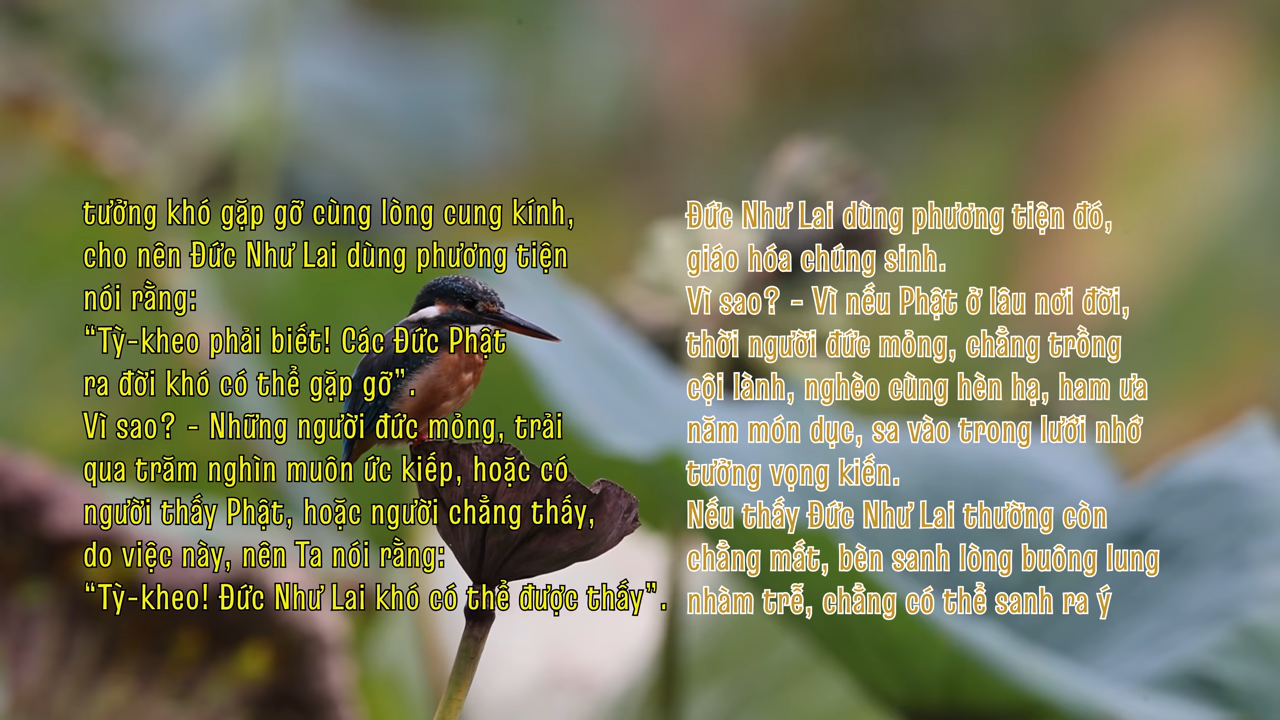 tưởng khó gặp gỡ cùng lòng cung kính,
cho nên Đức Như Lai dùng phương tiện
nói rằng:
“Tỳ-kheo phải biết! Các Đức Phật
ra đời khó có thể gặp gỡ”.
Vì sao? - Những người đức mỏng, trải
qua trăm nghìn muôn ức kiếp, hoặc có
người thấy Phật, hoặc người chẳng thấy,
do việc này, nên Ta nói rằng:
“Tỳ-kheo! Đức Như Lai khó có thể được thấy”.
Đức Như Lai dùng phương tiện đó,
giáo hóa chúng sinh.
Vì sao? - Vì nếu Phật ở lâu nơi đời,
thời người đức mỏng, chẳng trồng
cội lành, nghèo cùng hèn hạ, ham ưa
năm món dục, sa vào trong lưới nhớ
tưởng vọng kiến.
Nếu thấy Đức Như Lai thường còn
chẳng mất, bèn sanh lòng buông lung
nhàm trễ, chẳng có thể sanh ra ý